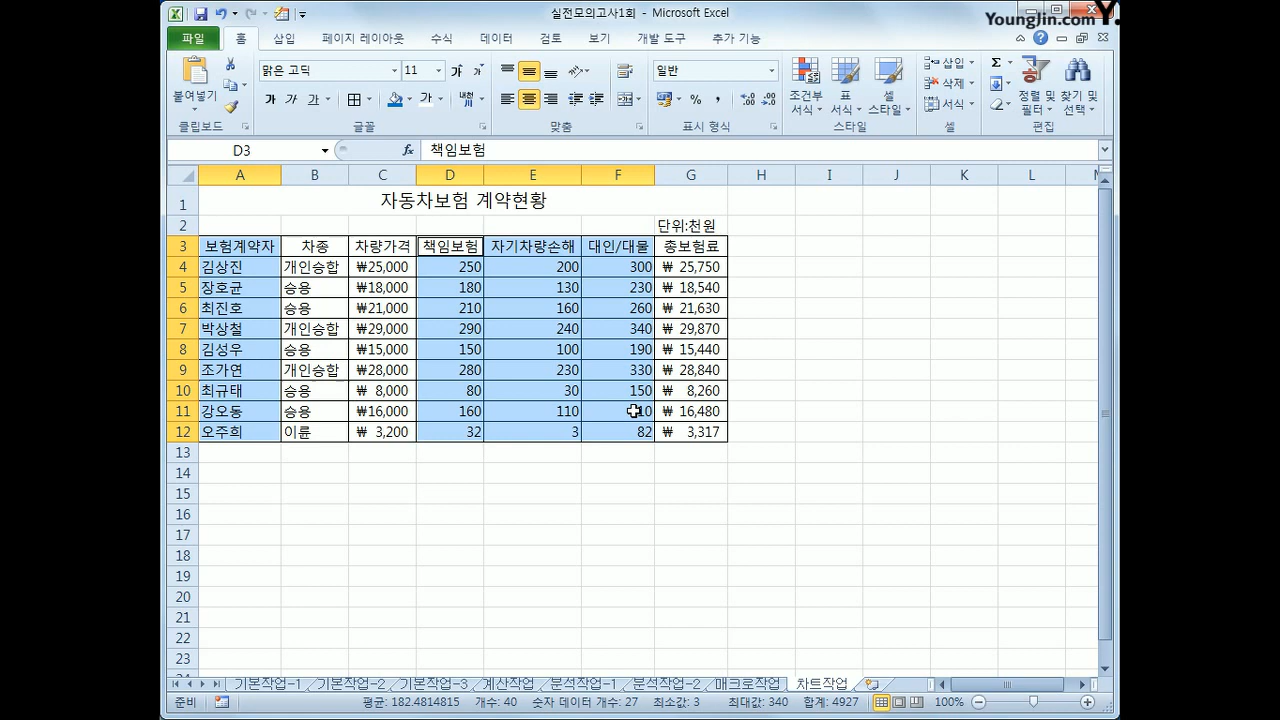 실전모의고사1회 - Microsoft Excel
YoungJin.com Y.
파일 홈 삽입 페이지 레이아웃 수식 데이터 검토 보기 개발 도구 추가 기능
붙여넣기 맑은 고딕 11 가 가 일반 조건부 서식 표 서식 셀 스타일 삽입 삭제 서식 정렬 및 필터 찾기 및 선택
가 가 가 가 내천 %
클립보드 글꼴 맞춤 표시 형식 스타일 셀 편집
D3 fx 책임보험
A B C D E F G H I J K L
1 자동차보험 계약현황
2 단위:천원
3 보험계약자 차종 차량가격 책임보험 자기차량손해 대인/대물 총보험료
4 김상진 개인승합 ₩25,000 250 200 300 ₩ 25,750
5 장호균 승용 ₩18,000 180 130 230 ₩ 18,540
6 최진호 승용 ₩21,000 210 160 260 ₩ 21,630
7 박상철 개인승합 ₩29,000 290 240 340 ₩ 29,870
8 김성우 승용 ₩15,000 150 100 190 ₩ 15,440
9 조가연 개인승합 ₩28,000 280 230 330 ₩ 28,840
10 최규태 승용 ₩ 8,000 80 30 150 ₩ 8,260
11 강오동 승용 ₩16,000 160 110 ₩ 16,480
12 오주희 이륜 ₩ 3,200 32 3 82 ₩ 3,317
13
14
15
16
17
18
19
20
21
22
23
기본작업-1 기본작업-2 기본작업-3 계산작업 분석작업-1 분석작업-2 매크로작업 차트작업
준비 평균: 182.4814815 개수: 40 숫자 데이터 개수: 27 최소값: 3 최대값: 340 합계: 4927 100%